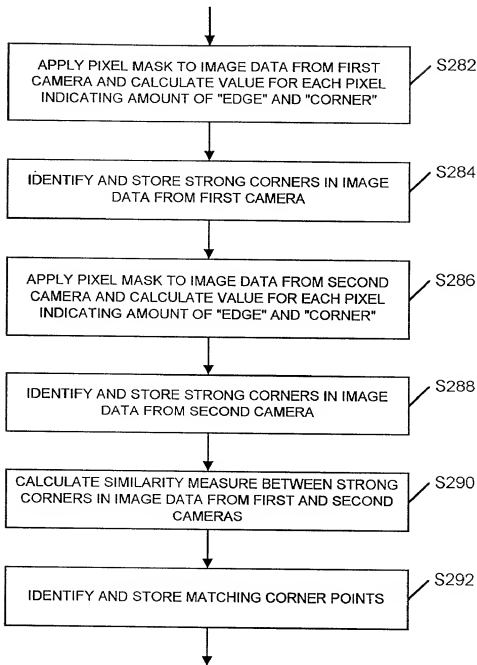 APPLY PIXEL MASK TO IMAGE DATA FROM FIRST
CAMERA AND CALCULATE VALUE FOR EACH PIXEL
INDICATING AMOUNT OF "EDGE" AND "CORNER"
S282
IDENTIFY AND STORE STRONG CORNERS IN IMAGE
DATA FROM FIRST CAMERA
S284
APPLY PIXEL MASK TO IMAGE DATA FROM SECOND
CAMERA AND CALCULATE VALUE FOR EACH PIXEL
INDICATING AMOUNT OF "EDGE" AND "CORNER"
S286
IDENTIFY AND STORE STRONG CORNERS IN IMAGE
DATA FROM SECOND CAMERA
S288
CALCULATE SIMILARITY MEASURE BETWEEN STRONG
CORNERS IN IMAGE DATA FROM FIRST AND SECOND
CAMERAS
S290
IDENTIFY AND STORE MATCHING CORNER POINTS
S292